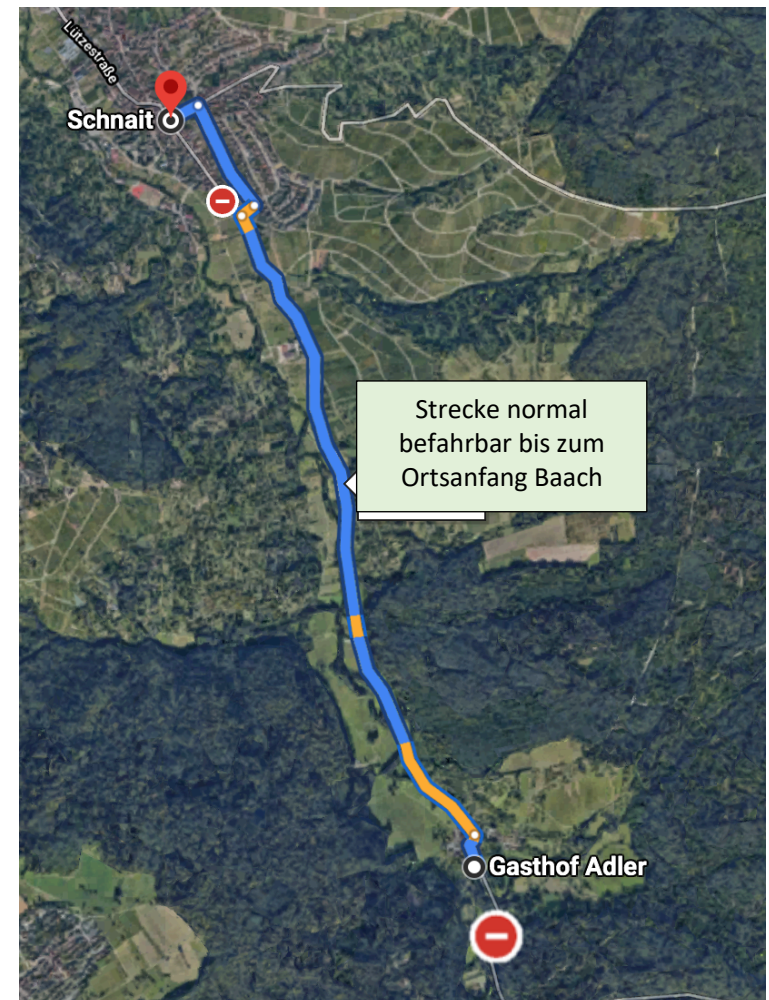 Lützestraße
Schnait
Strecke normal
befahrbar bis zum
Ortsanfang Baach
Gasthof Adler